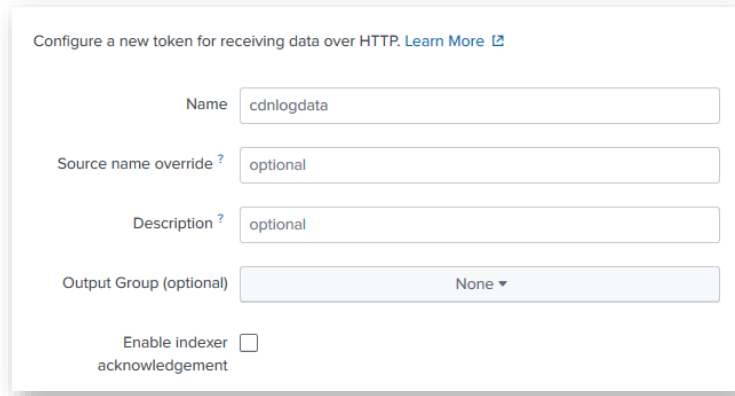 Configure a new token for receiving data over HTTP. Learn More
Name cdnlogdata
Source name override ? optional
Description ? optional
Output Group (optional) None
Enable indexer
acknowledgement